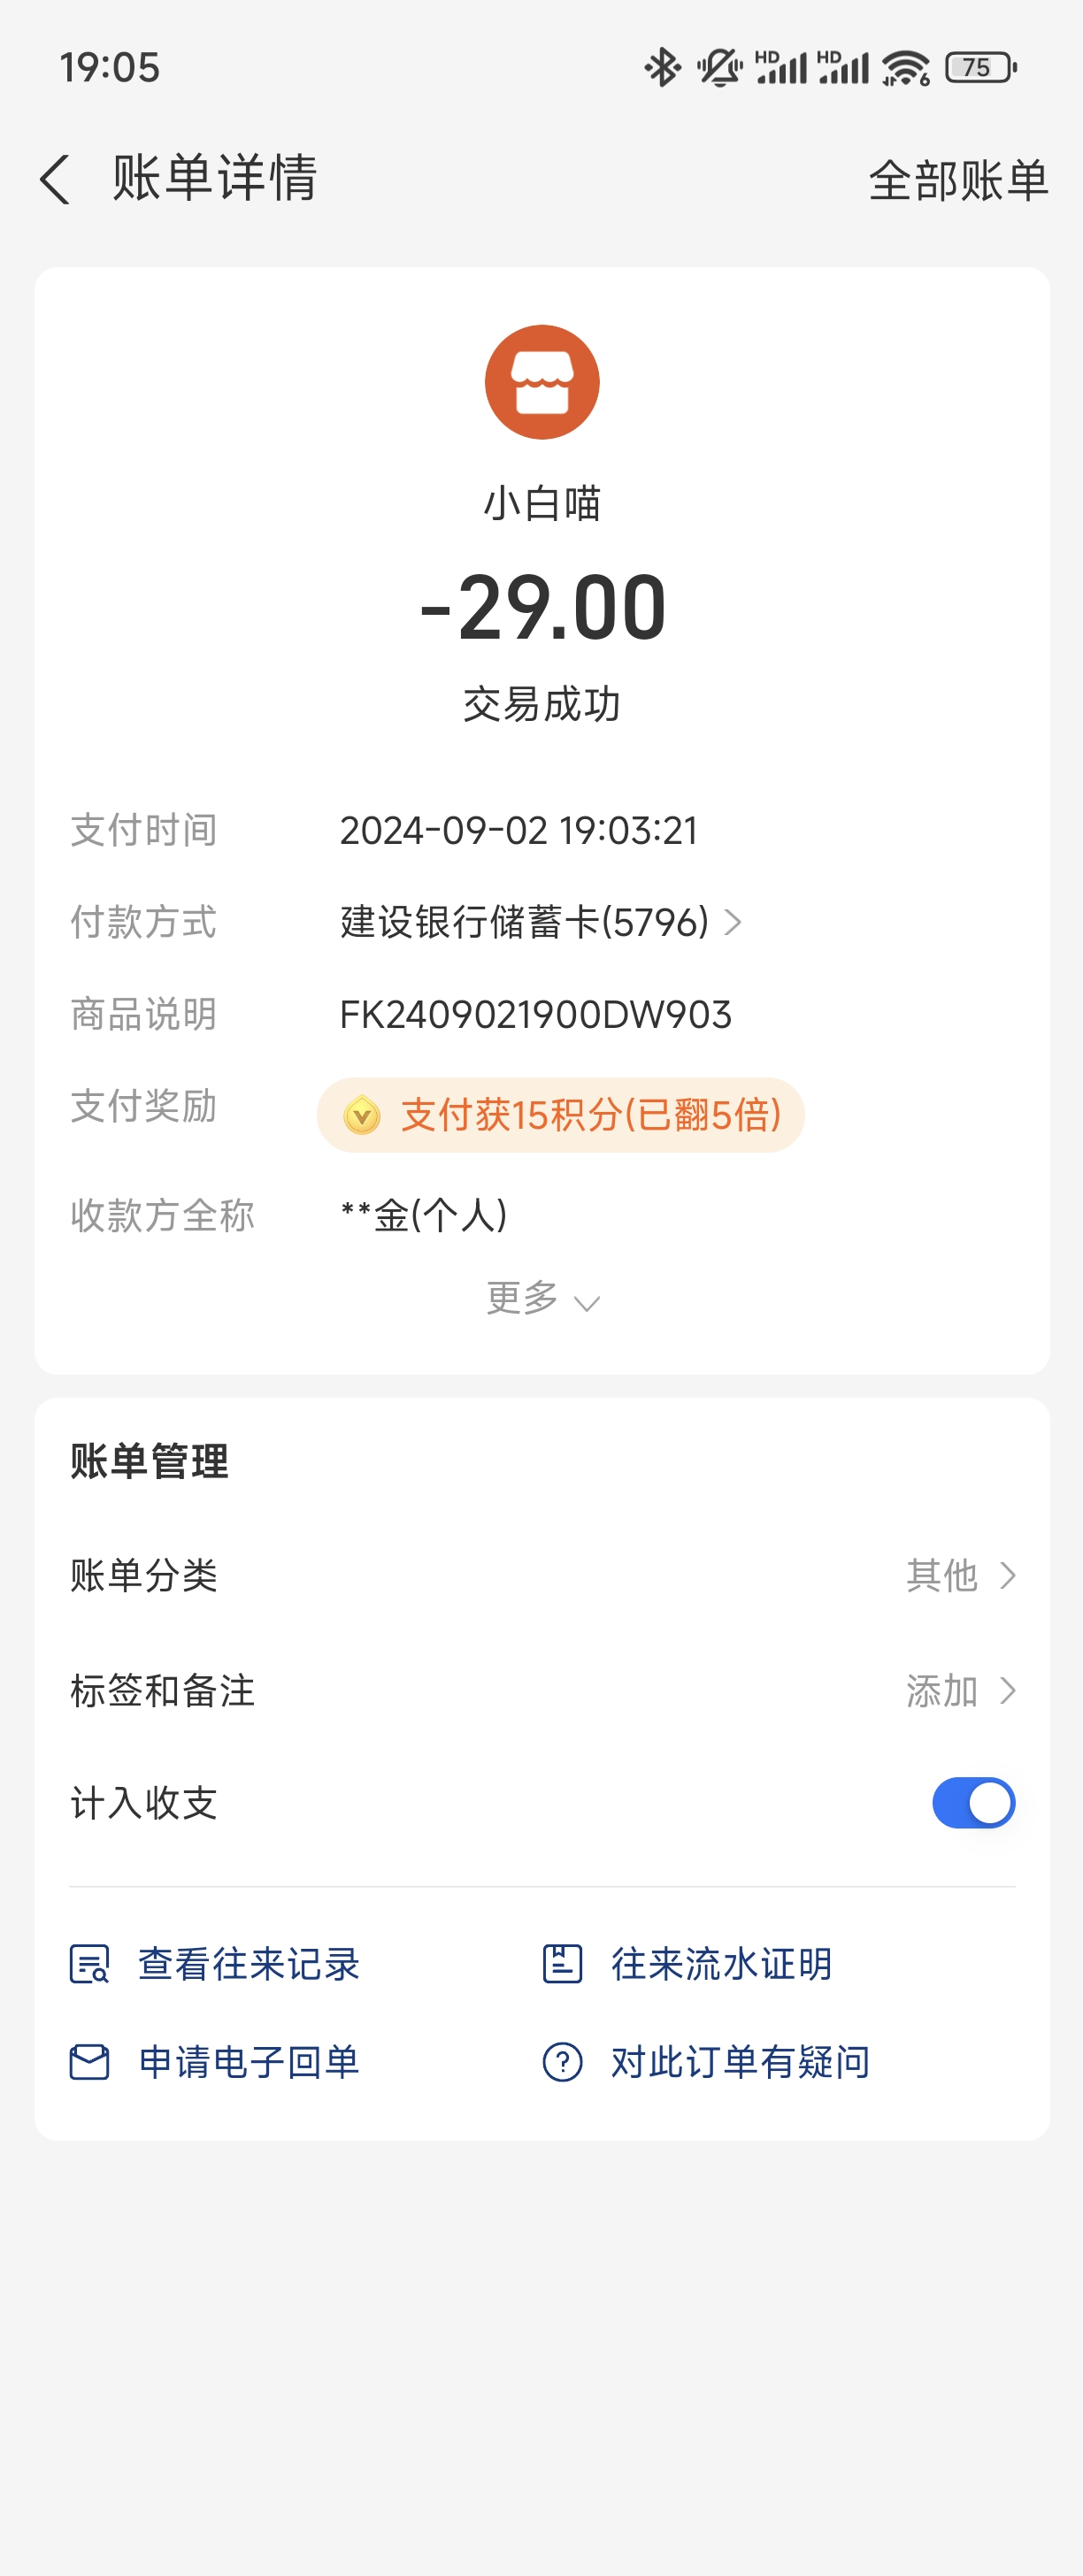 19:05 HD HD 6 75
账单详情 全部账单
小白喵
-29.00
交易成功
支付时间 2024-09-02 19:03:21
付款方式 建设银行储蓄卡(5796)
商品说明 FK2409021900DW903
支付奖励 支付获15积分(已翻5倍)
收款方全称 **金(个人)
更多
账单管理
账单分类 其他
标签和备注 添加
计入收支
查看往来记录 往来流水证明
申请电子回单 对此订单有疑问